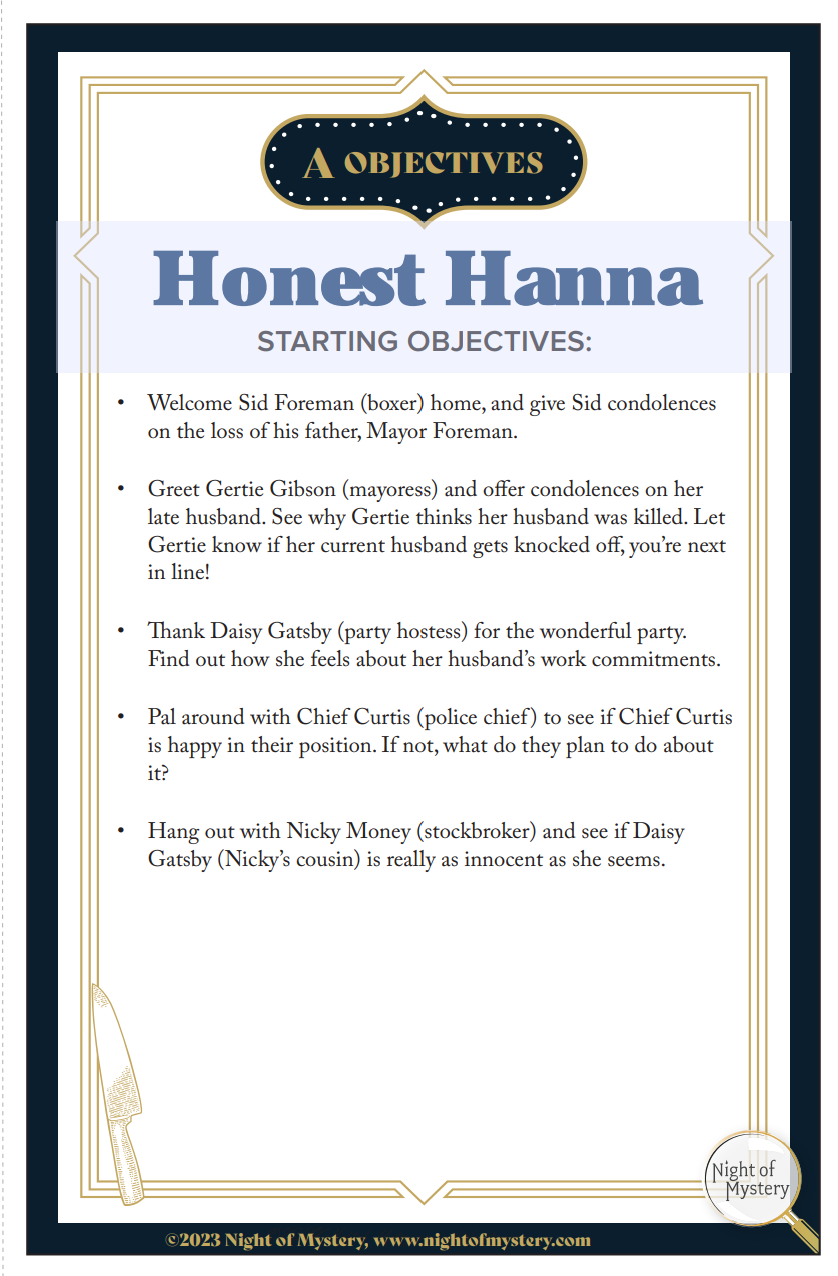 A OBJECTIVES
Honest Hanna
STARTING OBJECTIVES:
• Welcome Sid Foreman (boxer) home, and give Sid condolences
on the loss of his father, Mayor Foreman.
• Greet Gertie Gibson (mayoress) and offer condolences on her
late husband. See why Gertie thinks her husband was killed. Let
Gertie know if her current husband gets knocked off, you’re next
in line!
• Thank Daisy Gatsby (party hostess) for the wonderful party.
Find out how she feels about her husband’s work commitments.
• Pal around with Chief Curtis (police chief) to see if Chief Curtis
is happy in their position. If not, what do they plan to do about
it?
• Hang out with Nicky Money (stockbroker) and see if Daisy
Gatsby (Nicky’s cousin) is really as innocent as she seems.
Night of
Mystery
©2023 Night of Mystery, www.nightofmystery.com